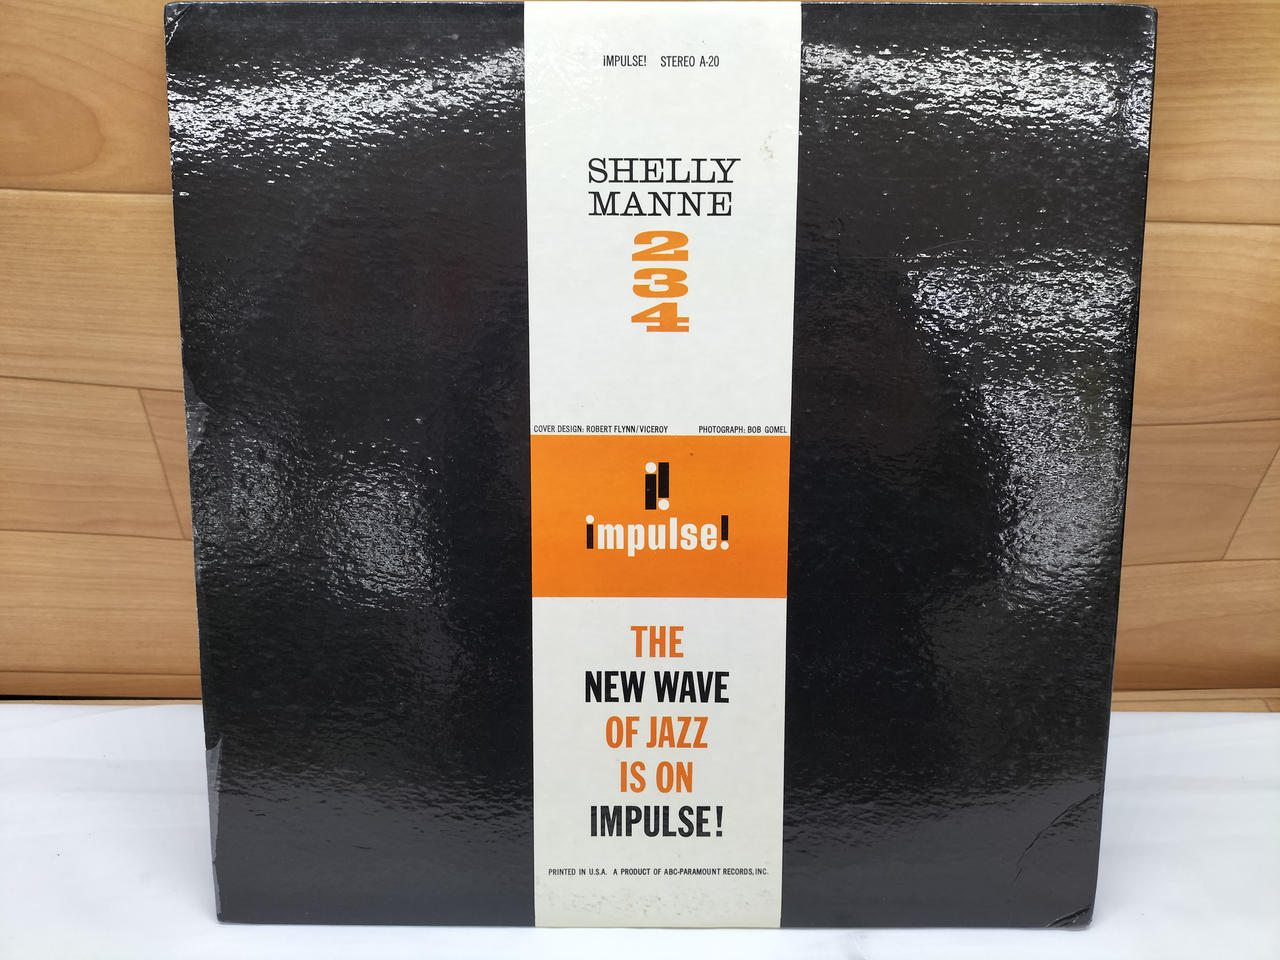 iMPULSE! STEREO A-20
SHELLY
MANNE
2
3
4
COVER DESIGN: ROBERT FLYNN/VICEROY PHOTOGRAPH: BOB GOMEL
i!
impulse!
THE
NEW WAVE
OF JAZZ
IS ON
IMPULSE!
PRINTED IN U.S.A. A PRODUCT OF ABC-PARAMOUNT RECORDS, INC.